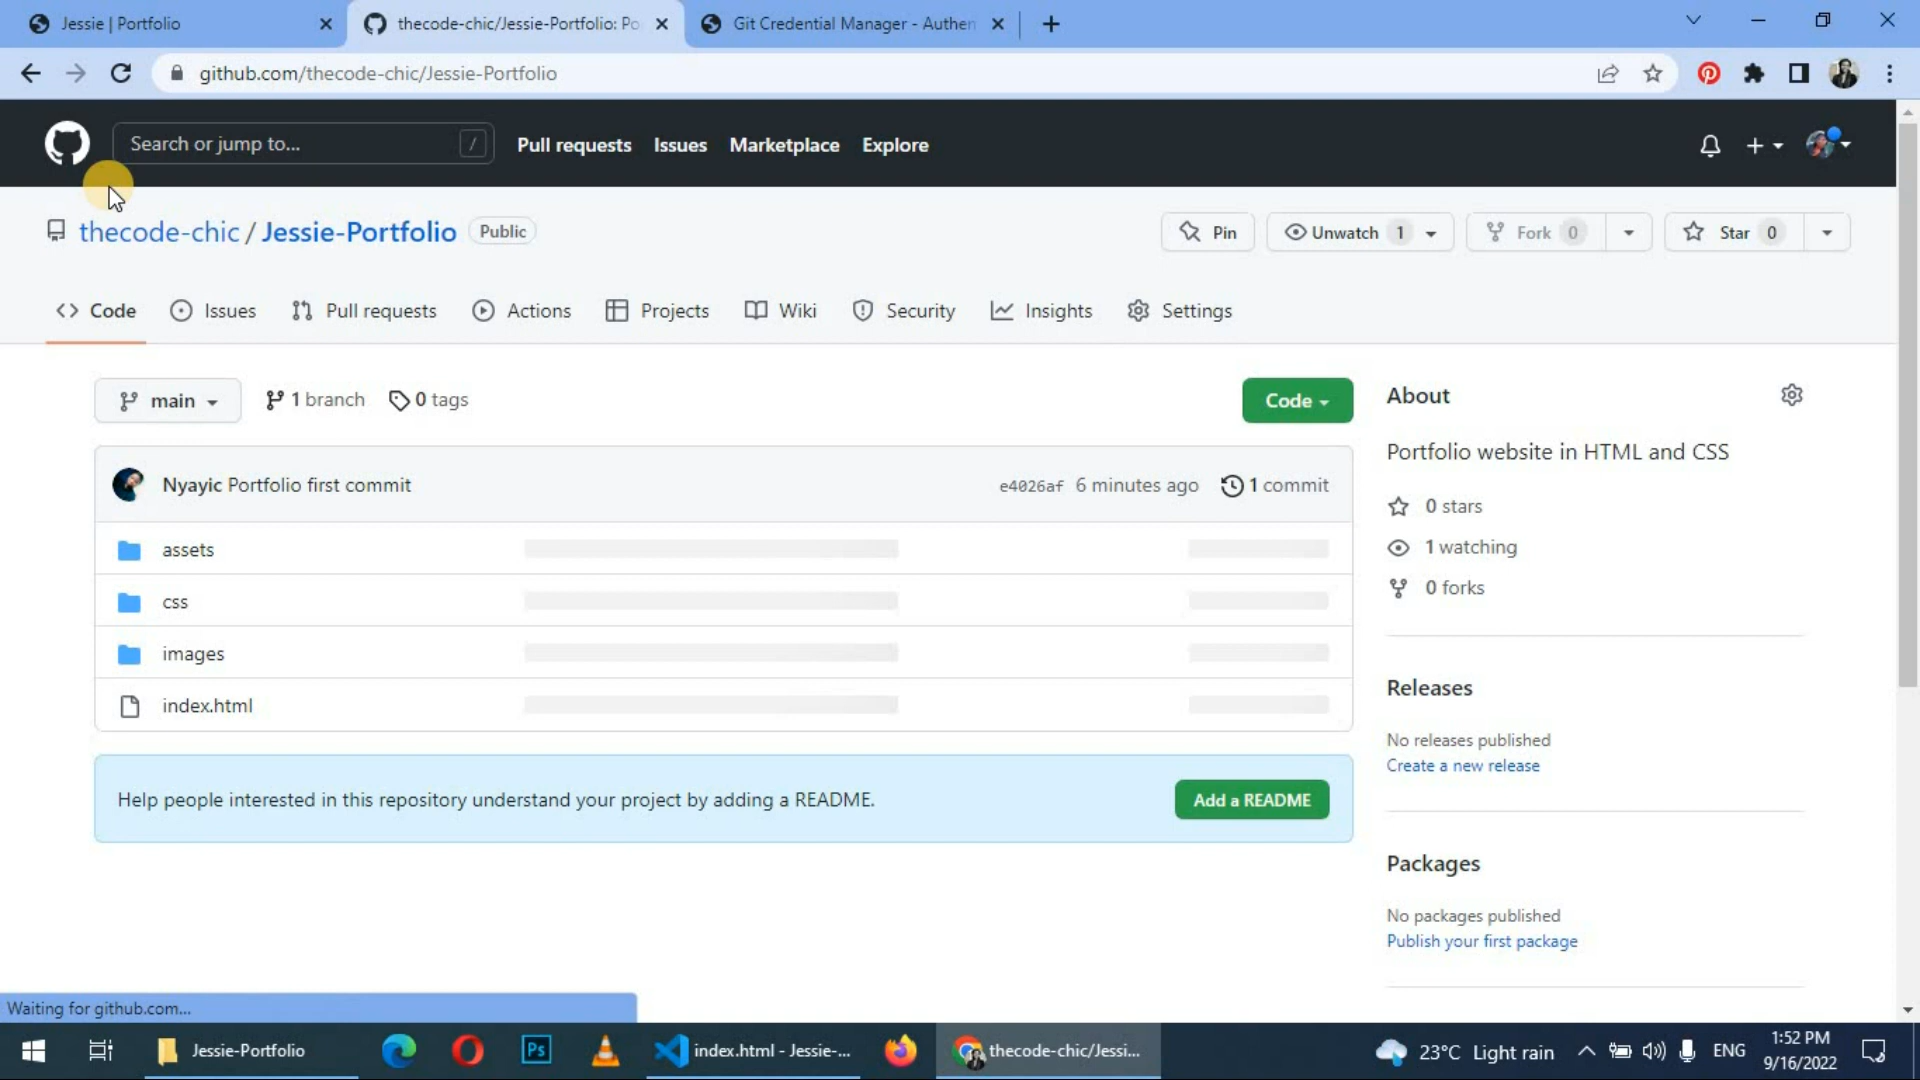 Jessie | Portfolio
thecode-chic/Jessie-Portfolio: Po
Git Credential Manager - Authen
github.com/thecode-chic/Jessie-Portfolio
Search or jump to... /
Pull requests Issues Marketplace Explore
thecode-chic / Jessie-Portfolio Public
Pin
Unwatch 1
Fork 0
Star 0
Code Issues Pull requests Actions Projects Wiki Security Insights Settings
main 1 branch 0 tags
Code
Nyayic Portfolio first commit e4026af 6 minutes ago 1 commit
assets
css
images
index.html
Help people interested in this repository understand your project by adding a README.
Add a README
About
Portfolio website in HTML and CSS
0 stars
1 watching
0 forks
Releases
No releases published
Create a new release
Packages
No packages published
Publish your first package
Waiting for github.com...
Jessie-Portfolio
Ps
index.html - Jessie-...
thecode-chic/Jessi...
23°C Light rain
ENG
1:52 PM
9/16/2022